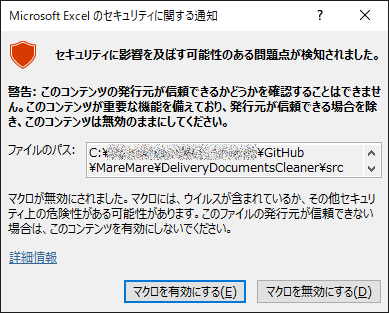 Microsoft Excel のセキュリティに関する通知
セキュリティに影響を及ぼす可能性のある問題点が検知されました。
警告: このコンテンツの発行元が信頼できるかどうかを確認することはできませ
ん。このコンテンツが重要な機能を備えており、発行元が信頼できる場合を除
き、このコンテンツは無効のままにしてください。
ファイルのパス: C:¥ ¥GitHub
¥MareMare¥DeliveryDocumentsCleaner¥src
マクロが無効にされました。マクロには、ウイルスが含まれているか、その他セキュリ
ティ上の危険性がある可能性があります。このファイルの発行元が信頼できない
場合は、このコンテンツを有効にしないでください。
詳細情報
マクロを有効にする(E) マクロを無効にする(D)